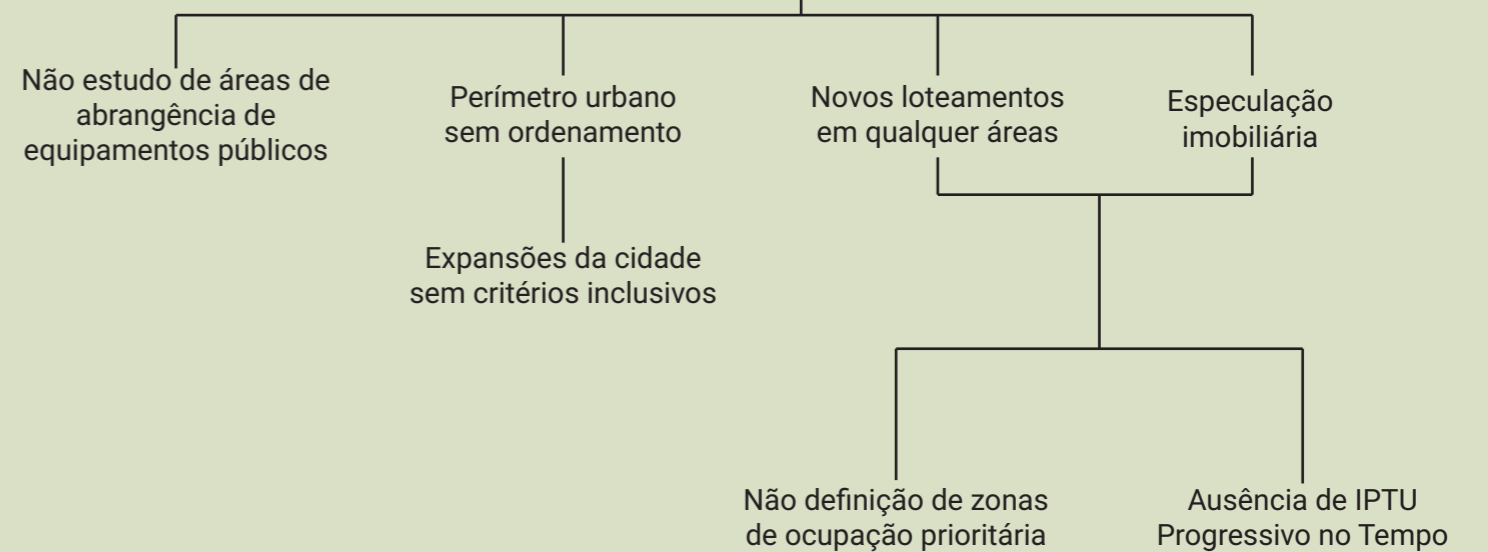 Não estudo de áreas de
abrangência de
equipamentos públicos
Perímetro urbano
sem ordenamento
Novos loteamentos
em qualquer áreas
Especulação
imobiliária
Expansões da cidade
sem critérios inclusivos
Não definição de zonas
de ocupação prioritária
Ausência de IPTU
Progressivo no Tempo